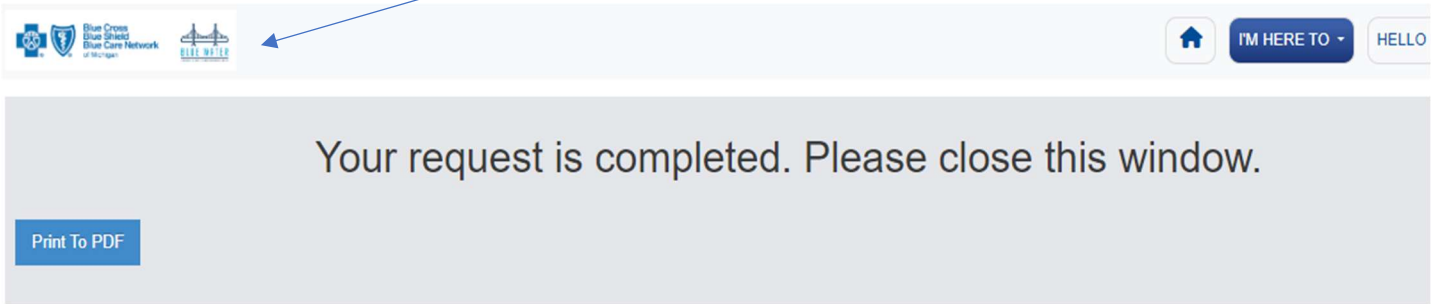 Blue Cross
Blue Shield
Blue Care Network
of Michigan
BLUE WATER
I'M HERE TO
HELLO
Your request is completed. Please close this window.
Print To PDF